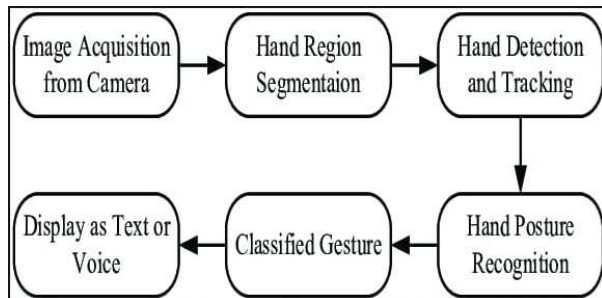 Image Acquisition
from Camera
Hand Region
Segmentaion
Hand Detection
and Tracking
Hand Posture
Recognition
Classified Gesture
Display as Text or
Voice